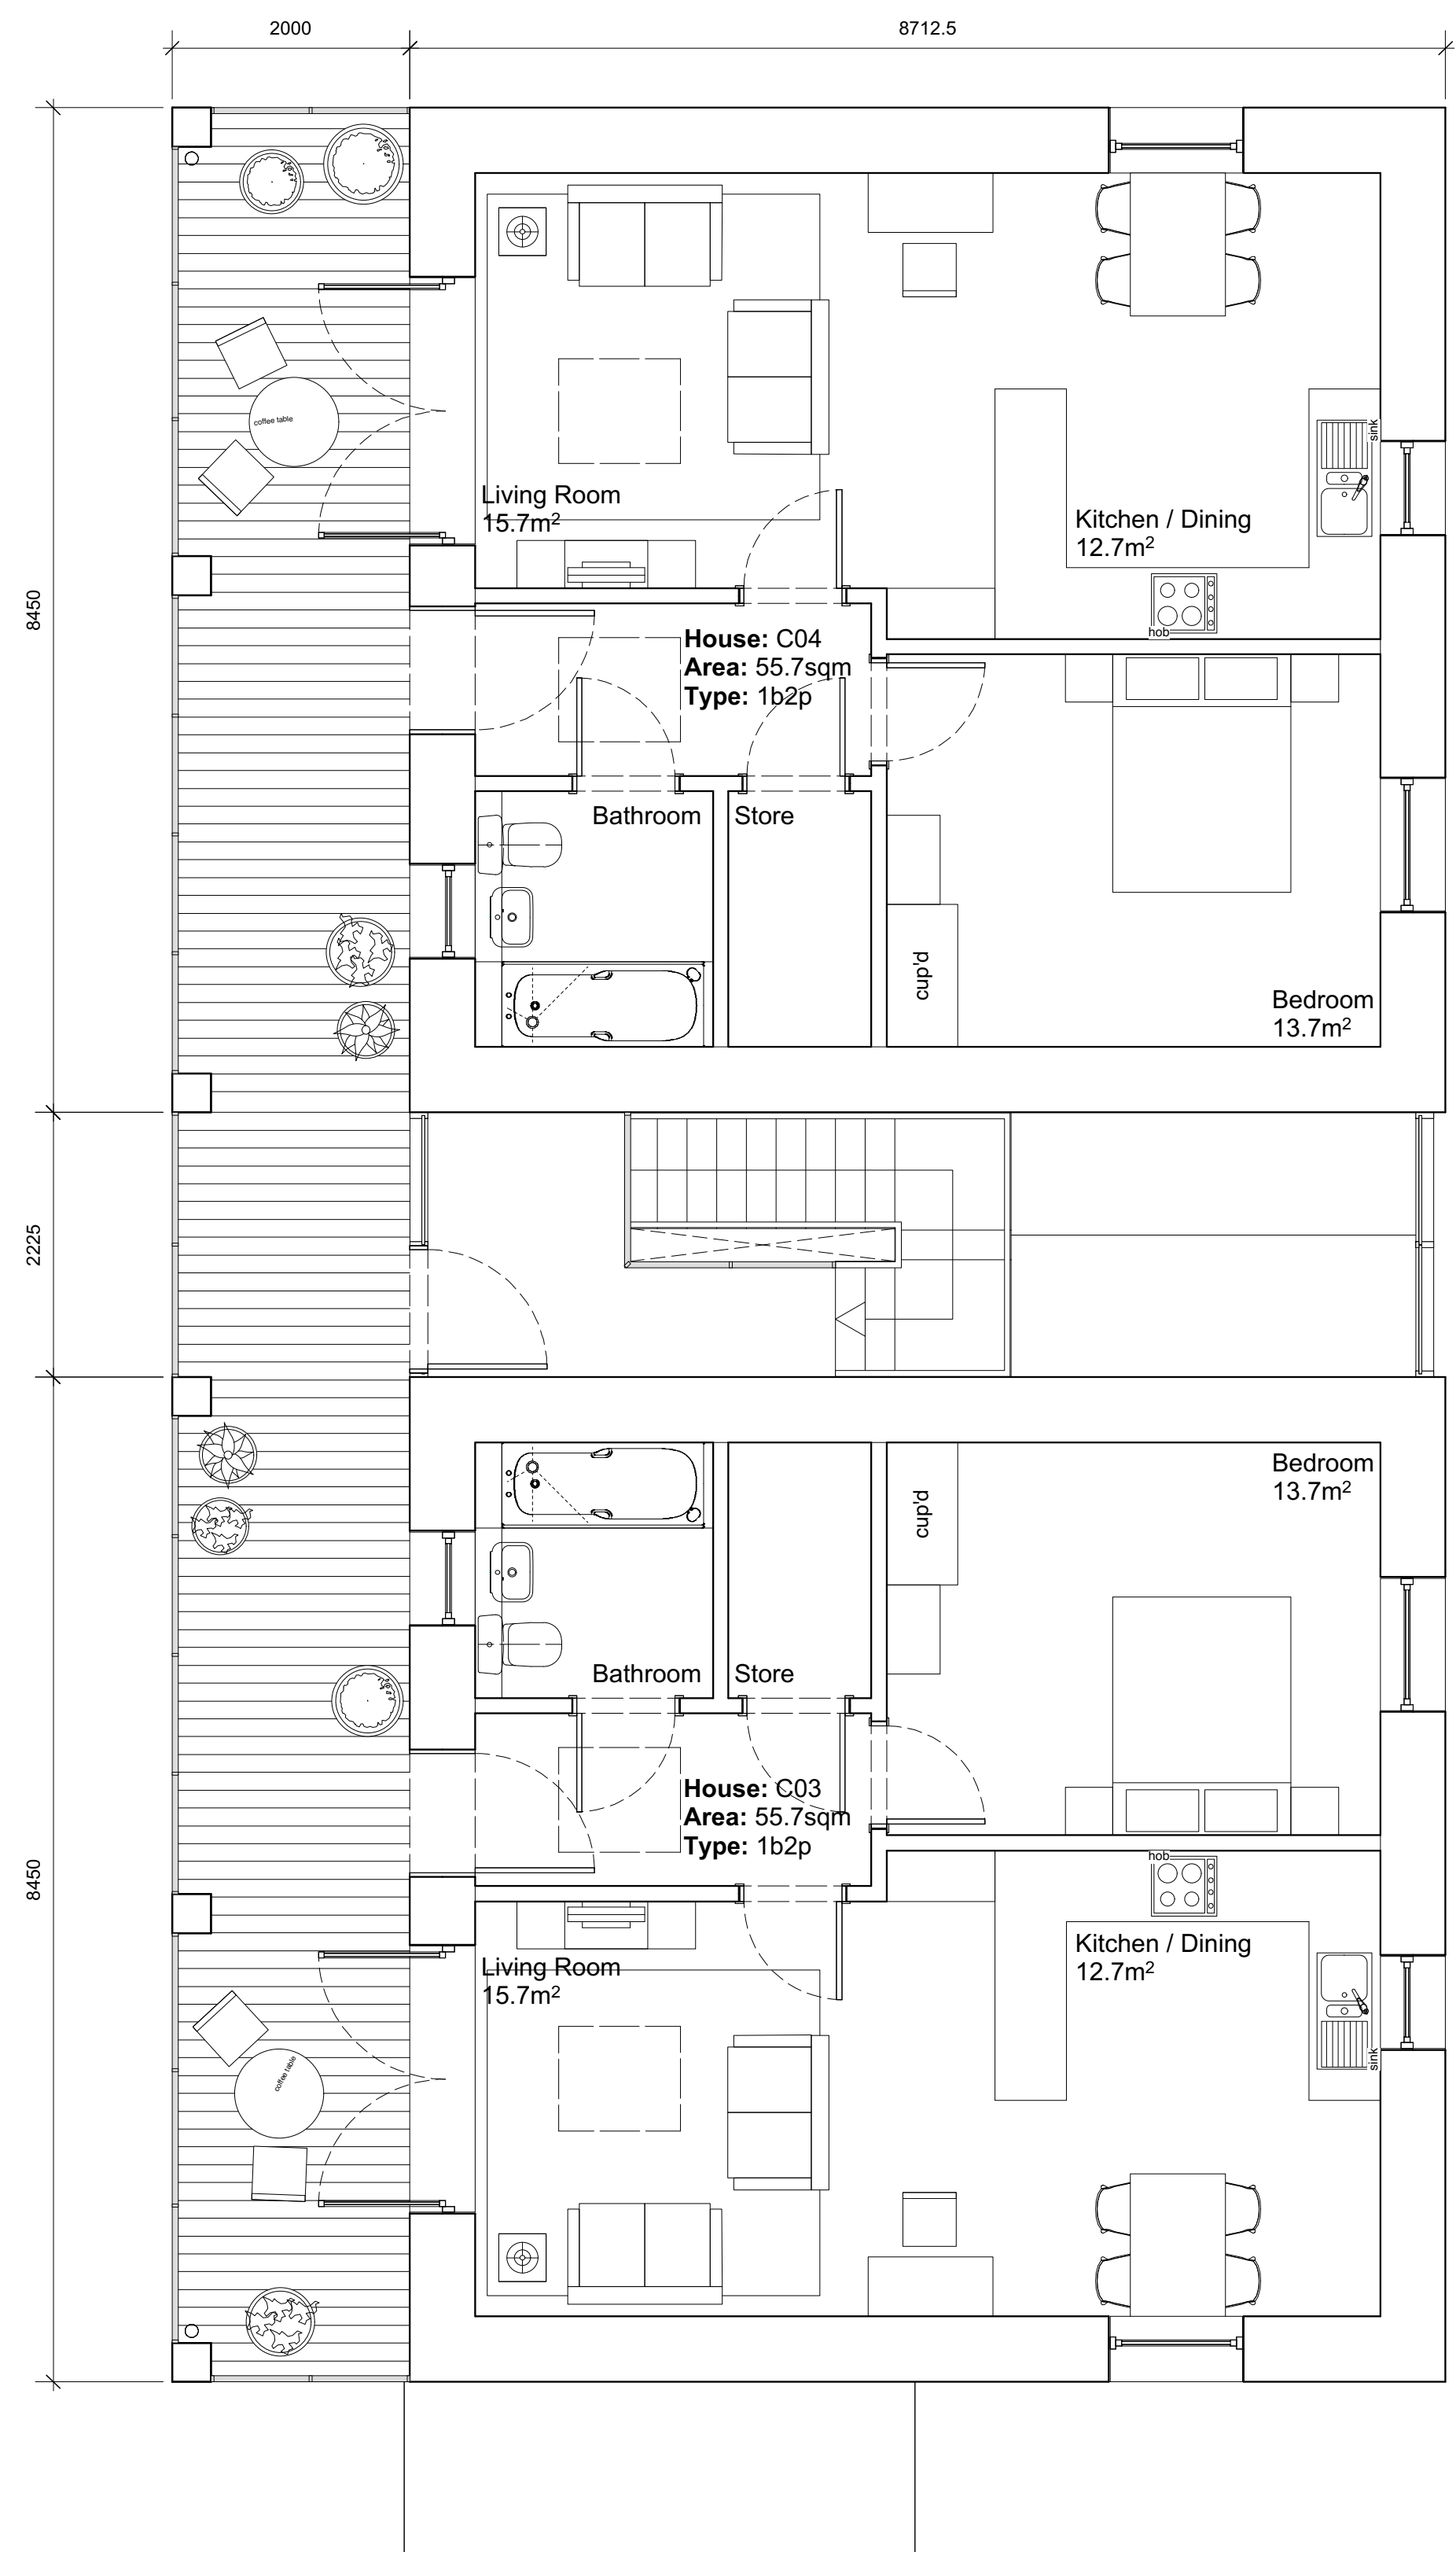 2000
8712.5
coffee table
sink
Living Room
15.7m²
Kitchen / Dining
12.7m²
8450
hob
House: C04
Area: 55.7sqm
Type: 1b2p
Bathroom
Store
cup'd
Bedroom
13.7m²
2225
Bedroom
13.7m²
cup'd
Bathroom
Store
House: C03
Area: 55.7sqm
Type: 1b2p
8450
hob
Kitchen / Dining
12.7m²
Living Room
15.7m²
coffee table
sink